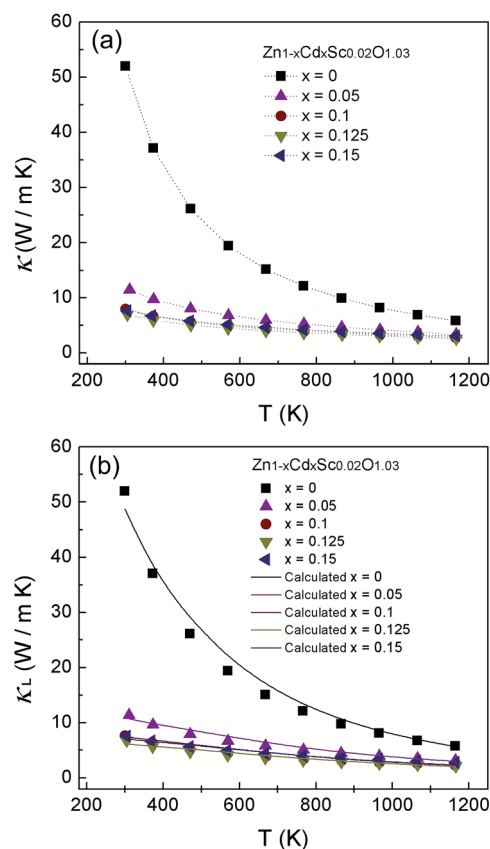 (a)
Zn1-xCdxSc0.02O1.03
x = 0
x = 0.05
x = 0.1
x = 0.125
x = 0.15
60
50
40
30
20
10
0
κ (W / m K)
200 400 600 800 1000 1200
T (K)
(b)
Zn1-xCdxSc0.02O1.03
x = 0
x = 0.05
x = 0.1
x = 0.125
x = 0.15
Calculated x = 0
Calculated x = 0.05
Calculated x = 0.1
Calculated x = 0.125
Calculated x = 0.15
60
50
40
30
20
10
0
κL (W / m K)
200 400 600 800 1000 1200
T (K)